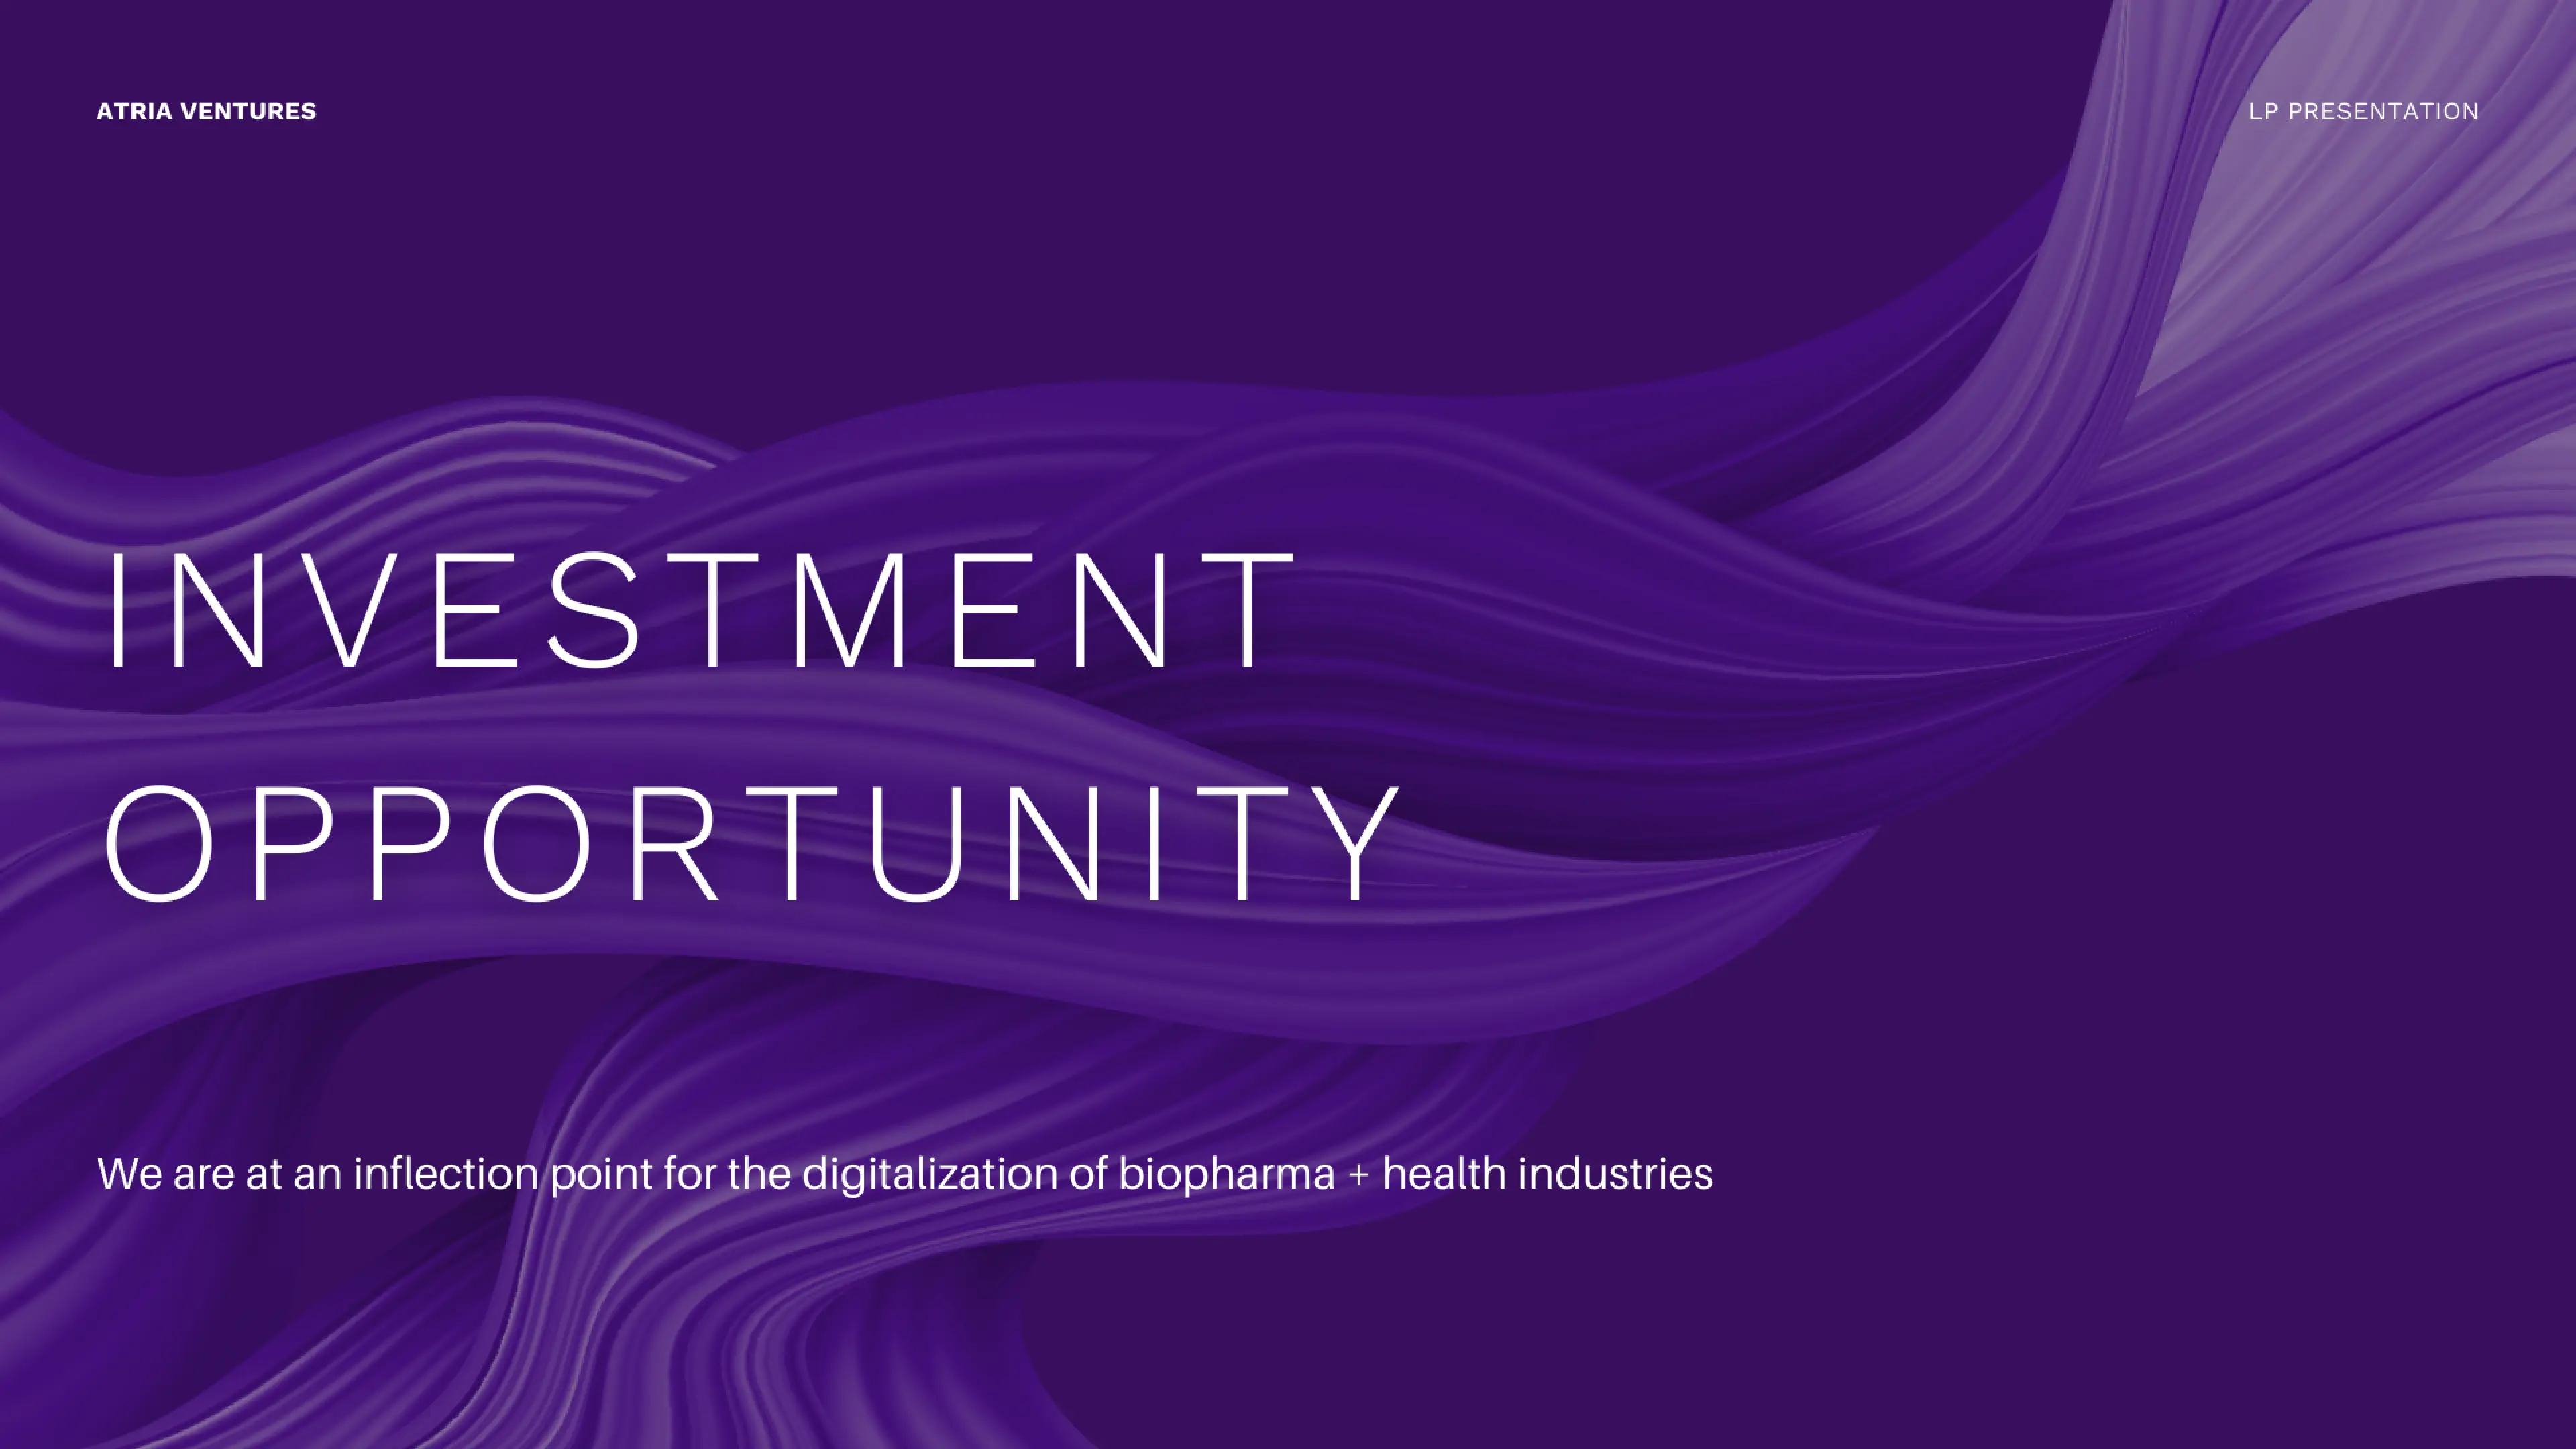 ATRIA VENTURES
LP PRESENTATION
INVESTMENT
OPPORTUNITY
We are at an inflection point for the digitalization of biopharma + health industries